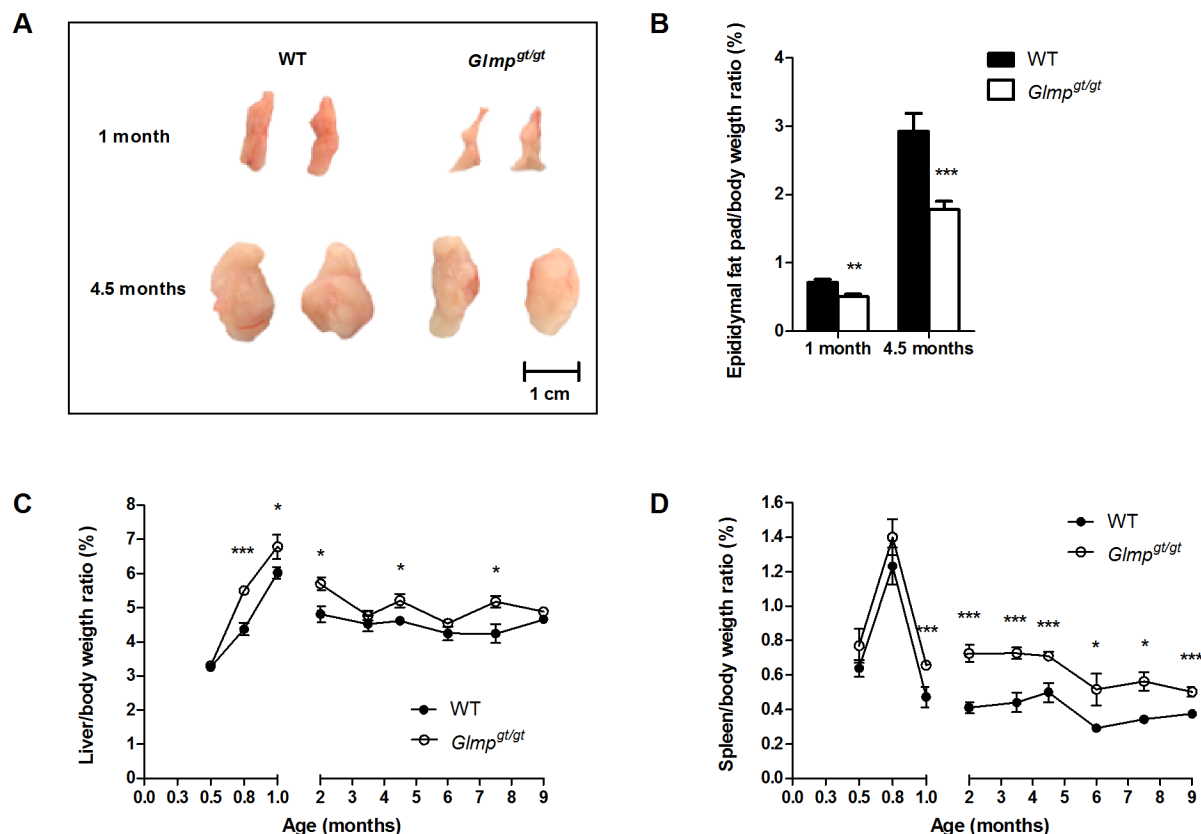 A
WT
Glmp^gt/gt
1 month
4.5 months
1 cm
B
Epididymal fat pad/body weigth ratio (%)
4
3
2
1
0
WT
Glmp^gt/gt
**
***
1 month
4.5 months
C
Liver/body weigth ratio (%)
8
7
6
5
4
3
2
1
0
***
*
*
*
*
WT
Glmp^gt/gt
0.0 0.3 0.5 0.8 1.0 2 3 4 5 6 7 8 9
Age (months)
D
Spleen/body weigth ratio (%)
1.6
1.4
1.2
1.0
0.8
0.6
0.4
0.2
0.0
WT
Glmp^gt/gt
***
***
***
***
*
*
***
0.0 0.3 0.5 0.8 1.0 2 3 4 5 6 7 8 9
Age (months)